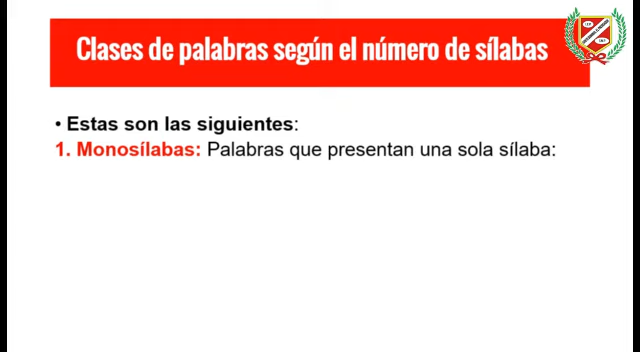 Clases de palabras según el número de sílabas
• Estas son las siguientes:
1. Monosílabas: Palabras que presentan una sola sílaba: